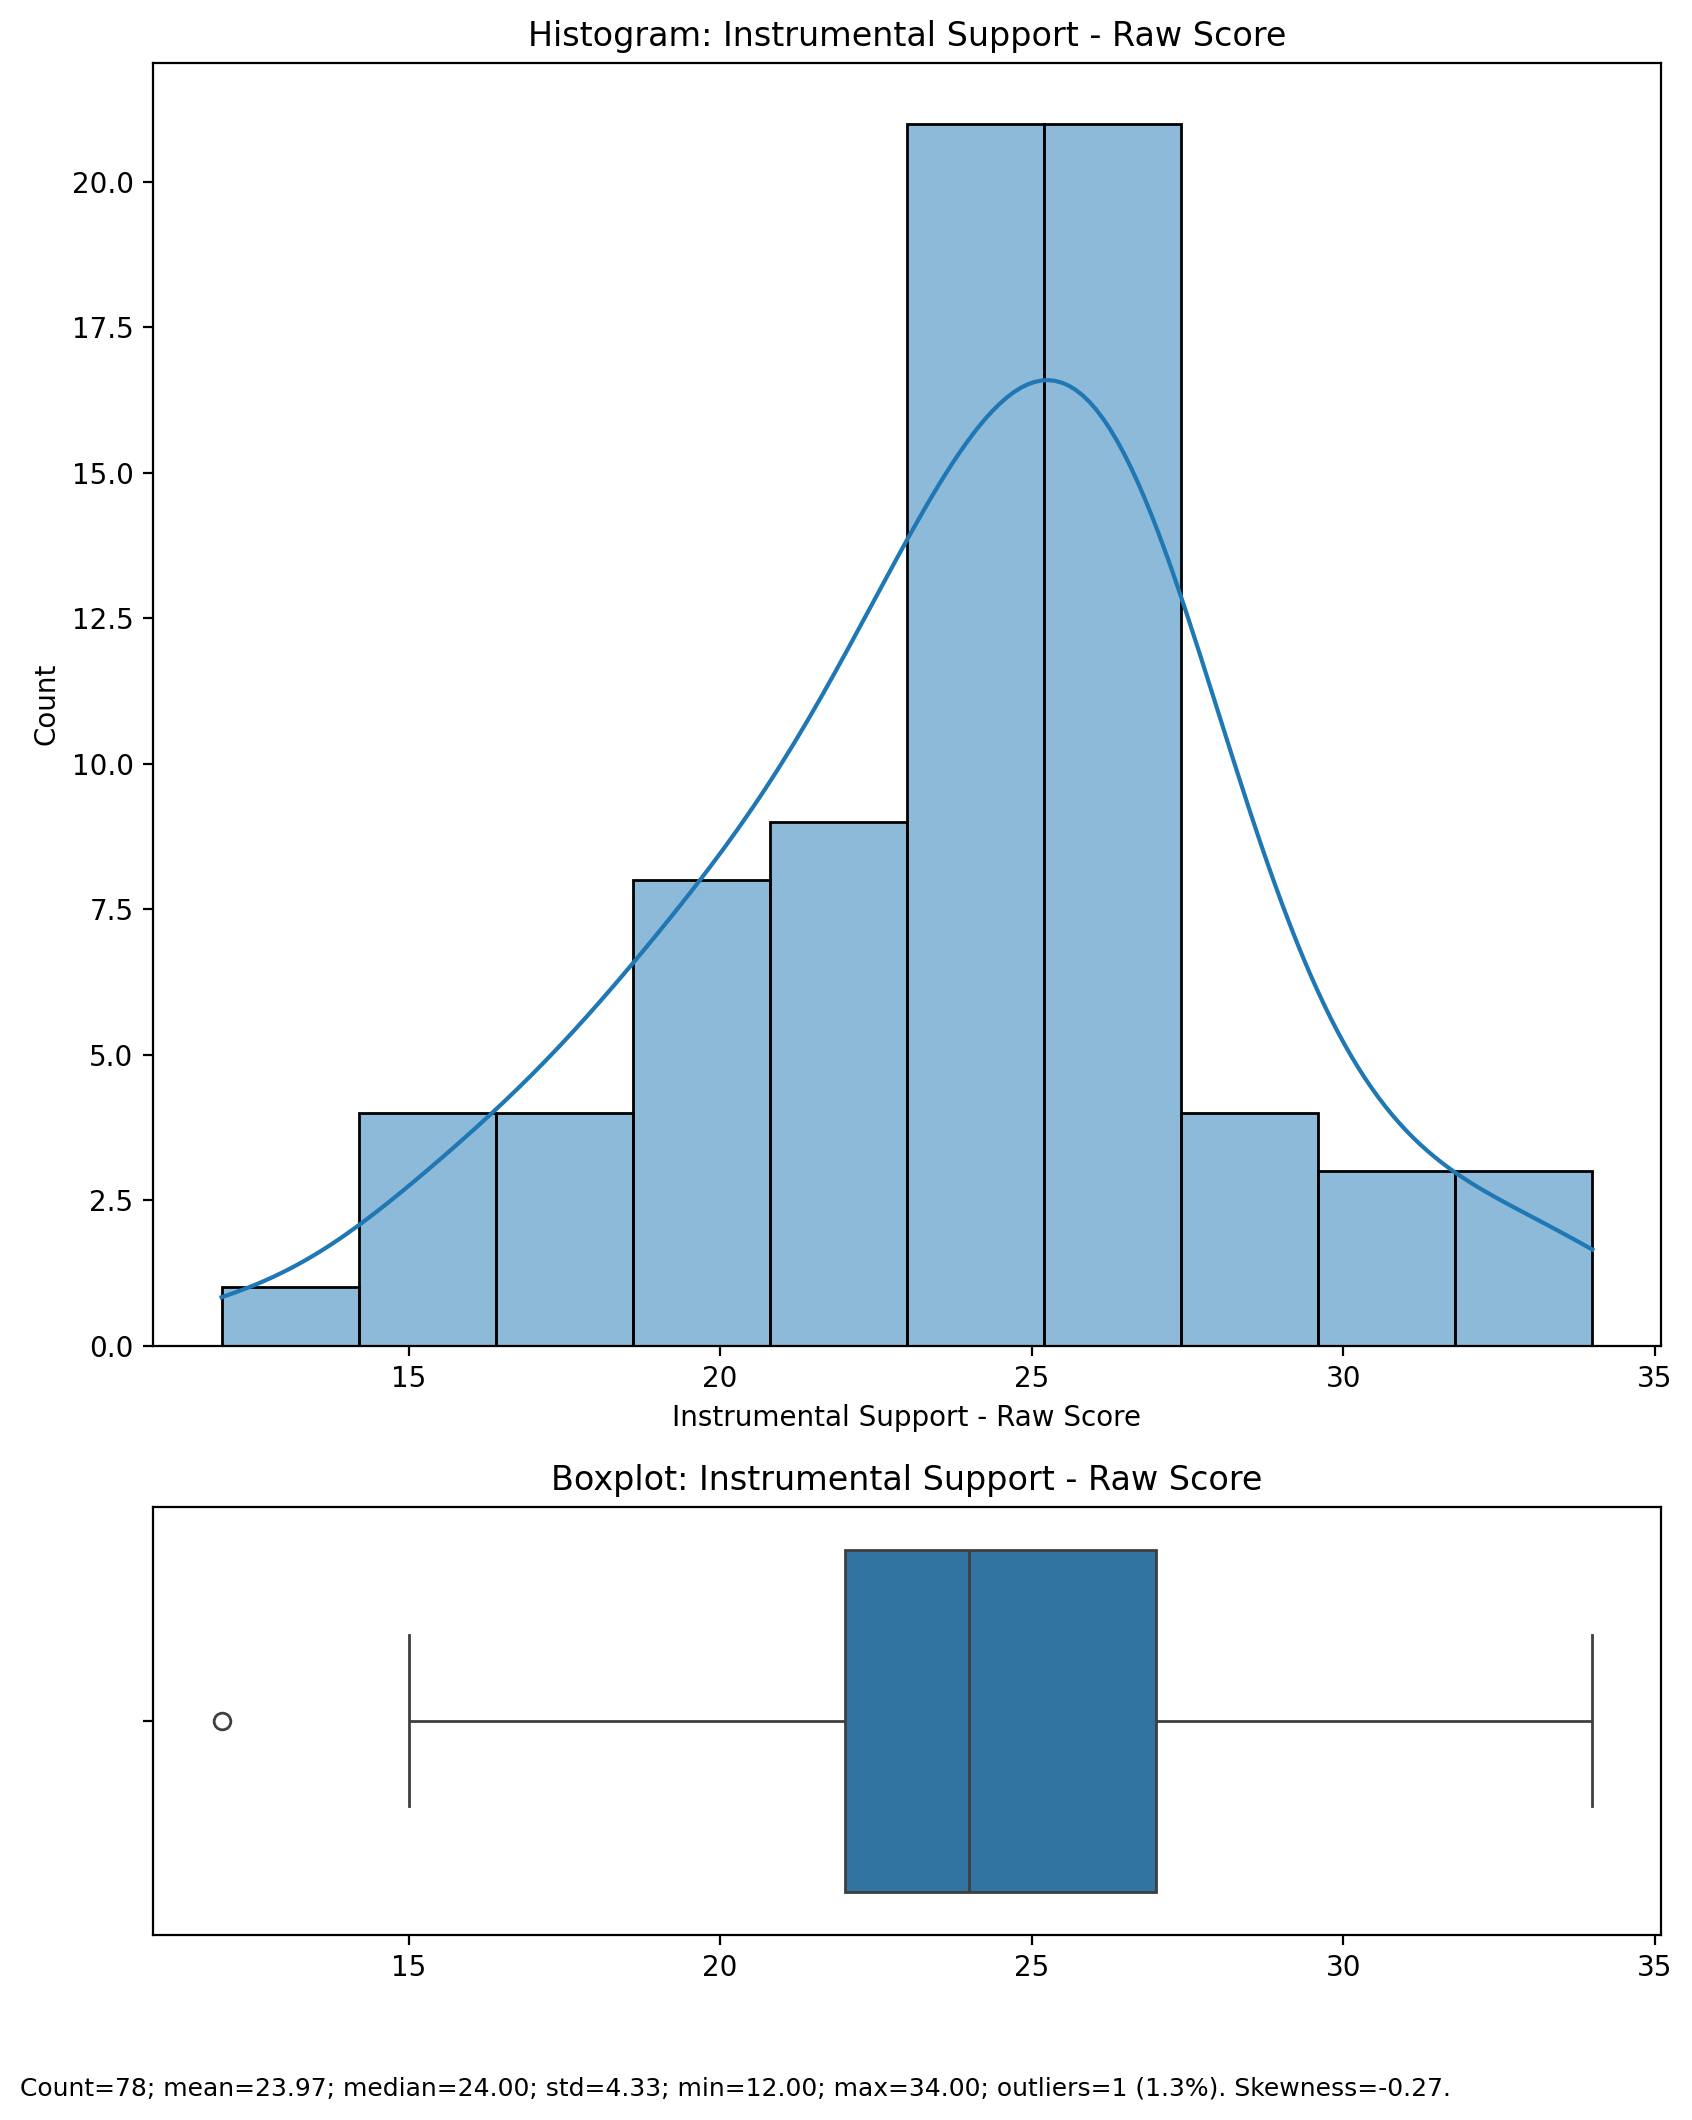 Histogram: Instrumental Support - Raw Score
20.0
17.5
15.0
12.5
10.0
7.5
5.0
2.5
0.0
Count
15 20 25 30 35
Instrumental Support - Raw Score
Boxplot: Instrumental Support - Raw Score
15 20 25 30 35
Count=78; mean=23.97; median=24.00; std=4.33; min=12.00; max=34.00; outliers=1 (1.3%). Skewness=-0.27.